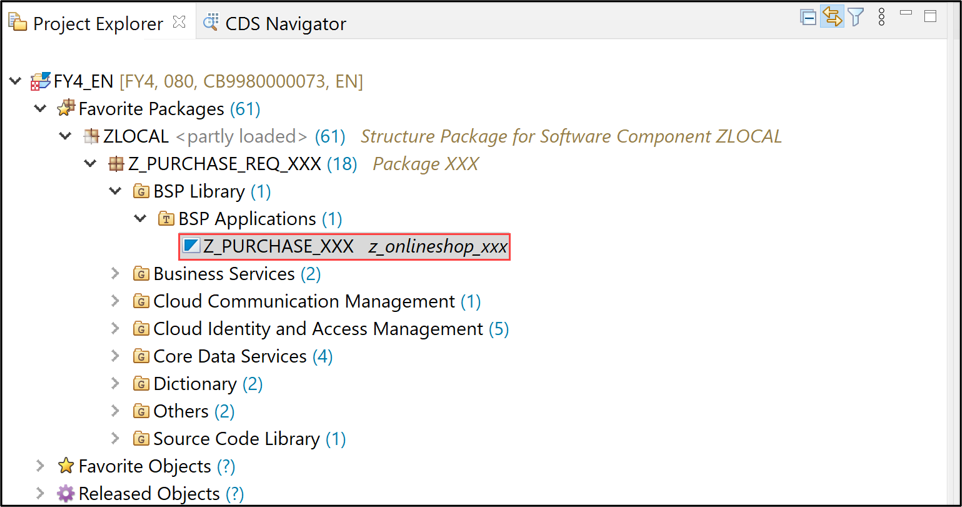 Project Explorer CDS Navigator
FY4_EN [FY4, 080, CB9980000073, EN]
Favorite Packages (61)
ZLOCAL <partly loaded> (61) Structure Package for Software Component ZLOCAL
Z_PURCHASE_REQ_XXX (18) Package XXX
BSP Library (1)
BSP Applications (1)
Z_PURCHASE_XXX z_onlineshop_xxx
Business Services (2)
Cloud Communication Management (1)
Cloud Identity and Access Management (5)
Core Data Services (4)
Dictionary (2)
Others (2)
Source Code Library (1)
Favorite Objects (?)
Released Objects (?)